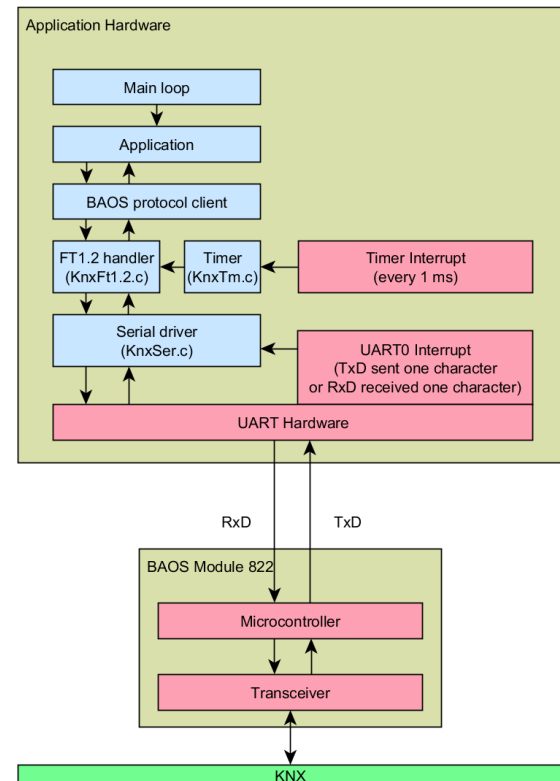 Application Hardware
Main loop
Application
BAOS protocol client
FT1.2 handler
(KnxFt1.2.c)
Timer
(KnxTm.c)
Timer Interrupt
(every 1 ms)
Serial driver
(KnxSer.c)
UART0 Interrupt
(TxD sent one character
or RxD received one character)
UART Hardware
RxD
TxD
BAOS Module 822
Microcontroller
Transceiver
KNX